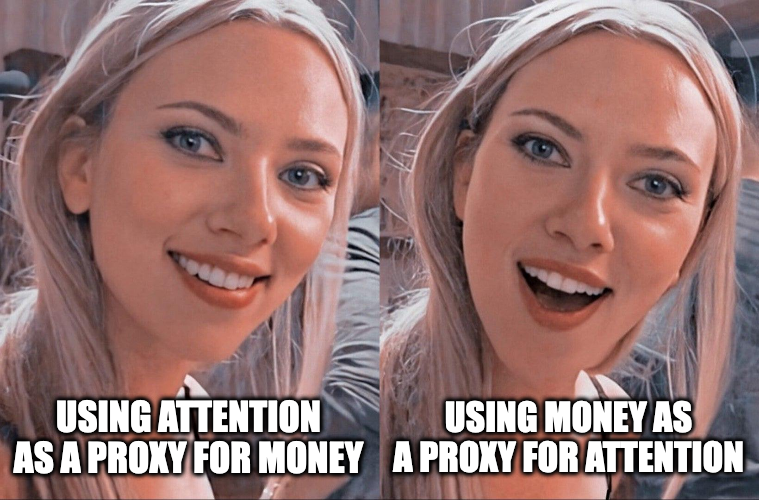 USING ATTENTION
AS A PROXY FOR MONEY
USING MONEY AS
A PROXY FOR ATTENTION